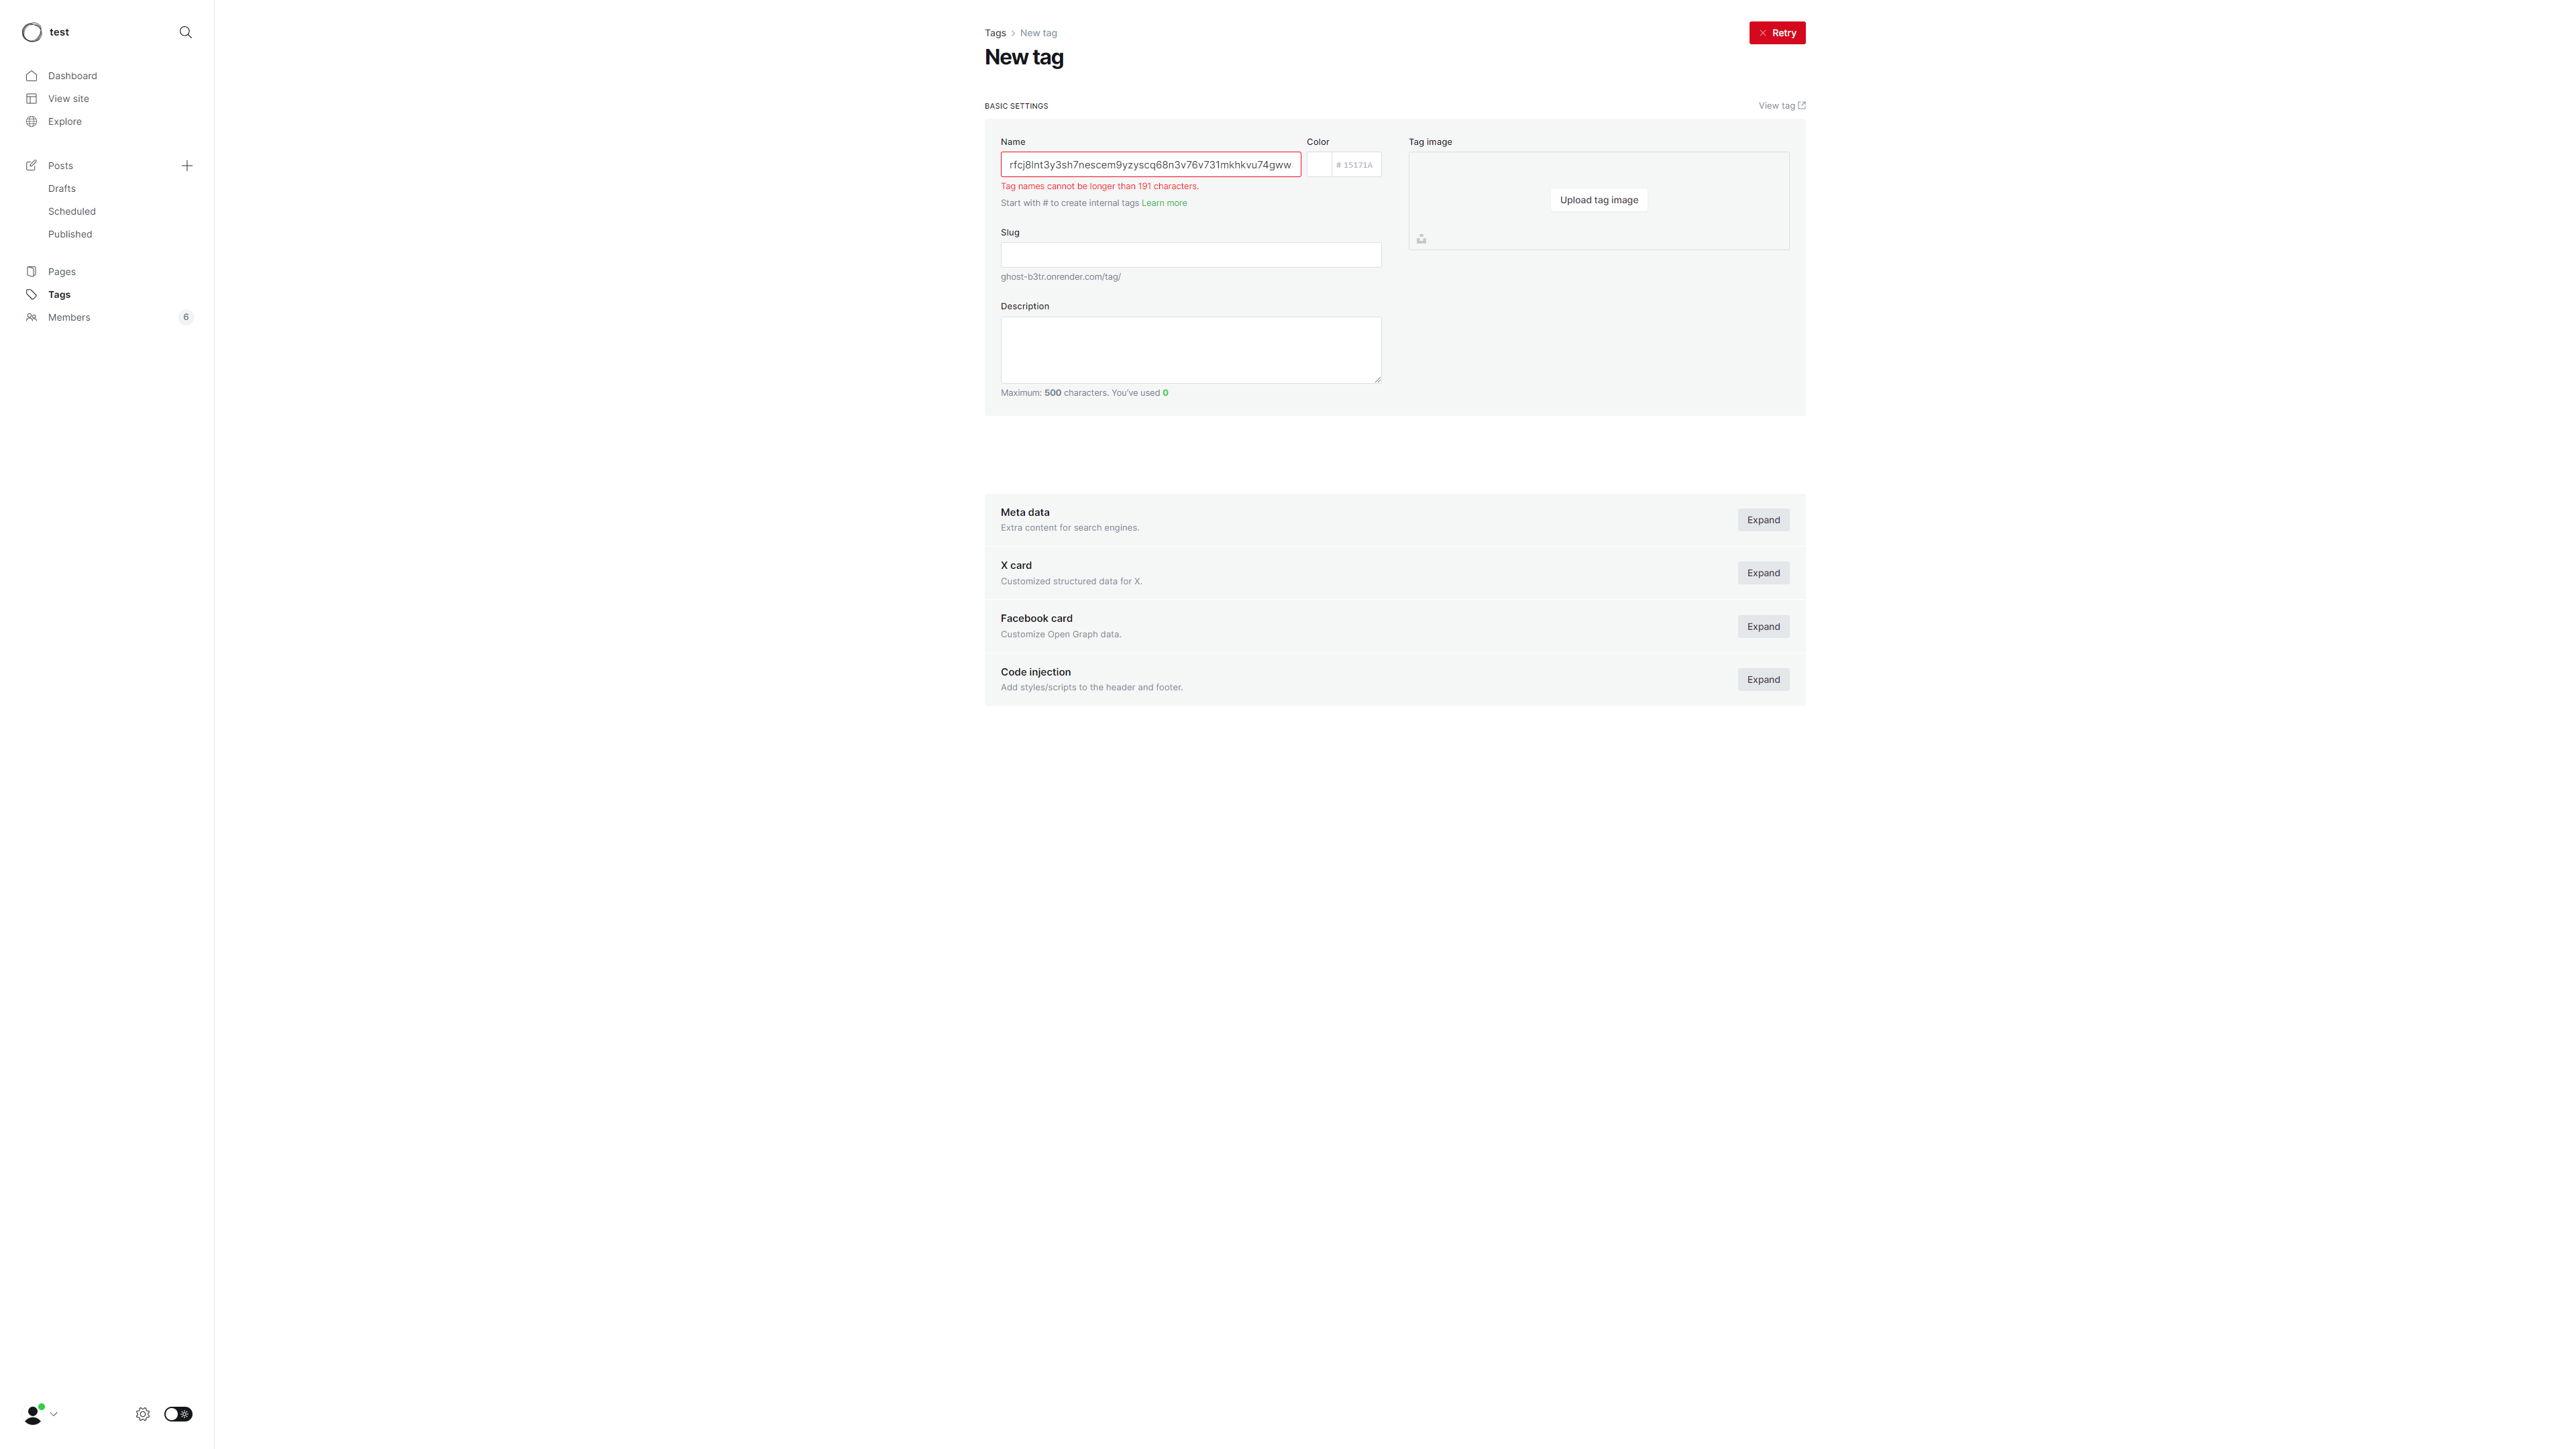 test
Dashboard
View site
Explore
Posts
Drafts
Scheduled
Published
Pages
Tags
Members 6
Tags > New tag
Retry
New tag
BASIC SETTINGS
View tag
Name
rfcj8lnt3y3sh7nescem9yzyscq68n3v76v731mkhkvu74gww
Tag names cannot be longer than 191 characters.
Start with # to create internal tags Learn more
Color
# 15171A
Tag image
Upload tag image
Slug
ghost-b3tr.onrender.com/tag/
Description
Maximum: 500 characters. You've used 0
Meta data
Extra content for search engines.
Expand
X card
Customized structured data for X.
Expand
Facebook card
Customize Open Graph data.
Expand
Code injection
Add styles/scripts to the header and footer.
Expand